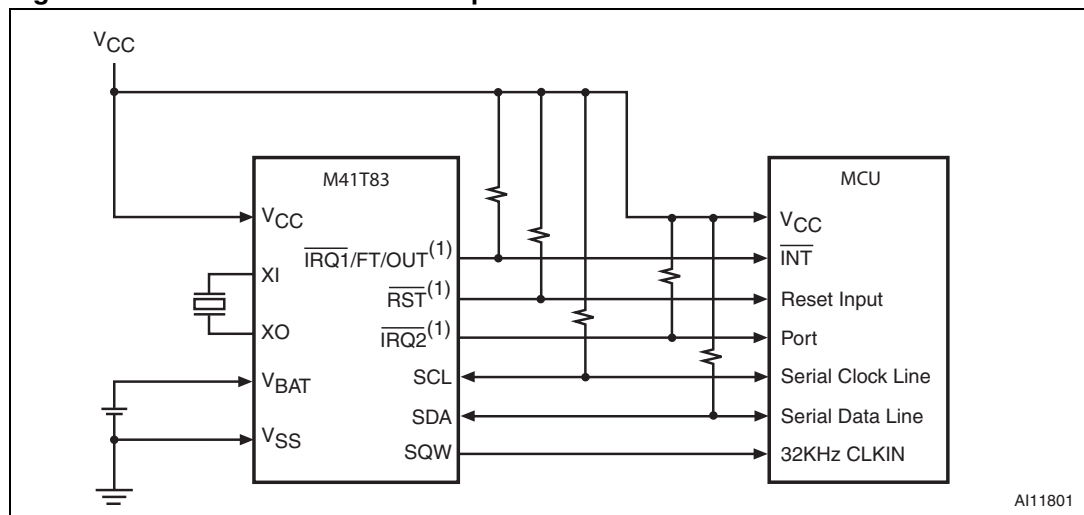 VCC
M41T83
VCC
XI
XO
VBAT
VSS
IRQ1/FT/OUT(1)
RST(1)
IRQ2(1)
SCL
SDA
SQW
MCU
VCC
INT
Reset Input
Port
Serial Clock Line
Serial Data Line
32KHz CLKIN
AI11801